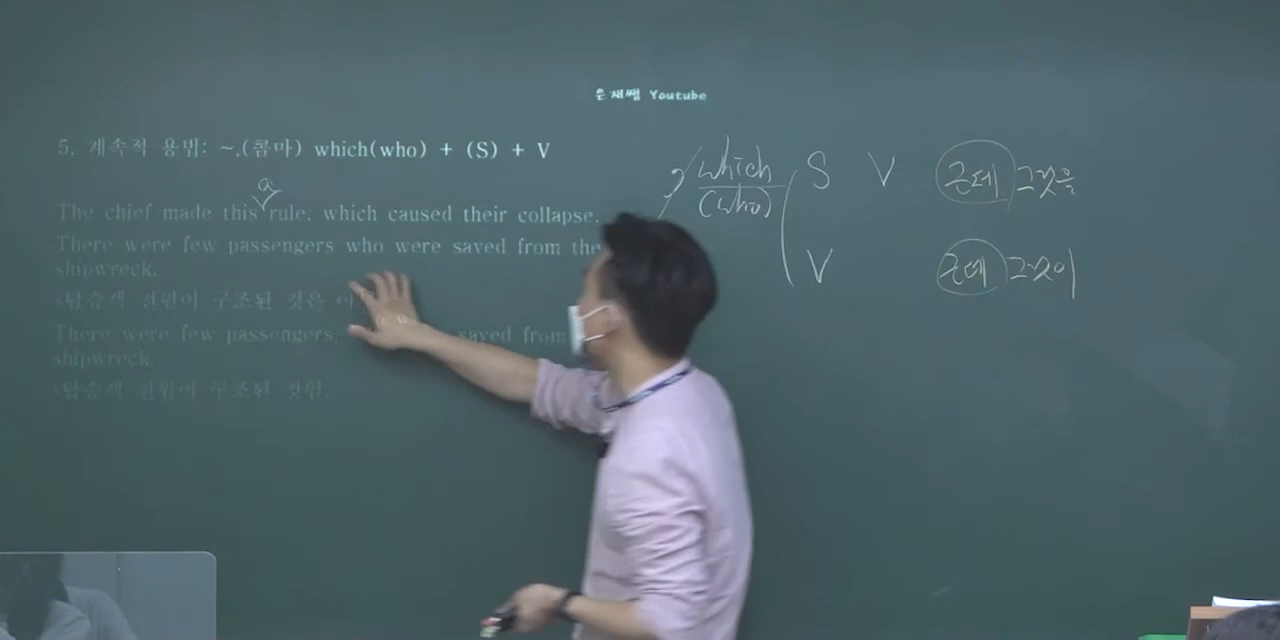 은재쌤 Youtube
5. 계속적 용법: ~,(콤마) which(who) + (S) + V
a
The chief made this rule, which caused their collapse.
There were few passengers who were saved from the
shipwreck.
탑승객 전원이 구조된 것은
There were few passengers, saved from
shipwreck.
탑승객 전원이 구조된 것임.
, which S V 근데 그것을
(who)
V 근데 그것이